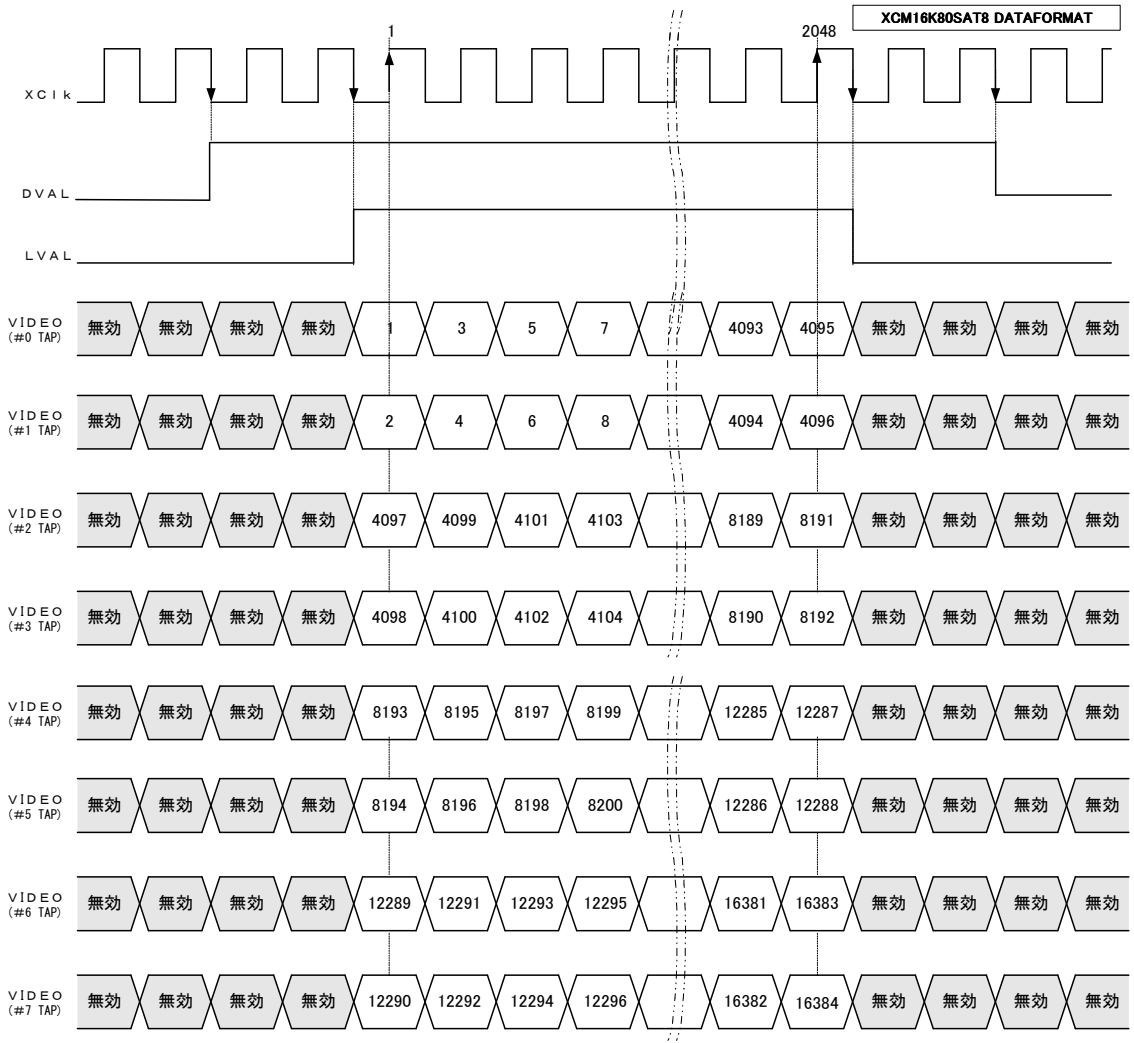 XCM16K80SAT8 DATAFORMAT
1 2048
XClk
DVAL
LVAL
VIDEO
(#0 TAP)
無効 無効 無効 無効 1 3 5 7 4093 4095 無効 無効 無効 無効
VIDEO
(#1 TAP)
無効 無効 無効 無効 2 4 6 8 4094 4096 無効 無効 無効 無効
VIDEO
(#2 TAP)
無効 無効 無効 無効 4097 4099 4101 4103 8189 8191 無効 無効 無効 無効
VIDEO
(#3 TAP)
無効 無効 無効 無効 4098 4100 4102 4104 8190 8192 無効 無効 無効 無効
VIDEO
(#4 TAP)
無効 無効 無効 無効 8193 8195 8197 8199 12285 12287 無効 無効 無効 無効
VIDEO
(#5 TAP)
無効 無効 無効 無効 8194 8196 8198 8200 12286 12288 無効 無効 無効 無効
VIDEO
(#6 TAP)
無効 無効 無効 無効 12289 12291 12293 12295 16381 16383 無効 無効 無効 無効
VIDEO
(#7 TAP)
無効 無効 無効 無効 12290 12292 12294 12296 16382 16384 無効 無効 無効 無効